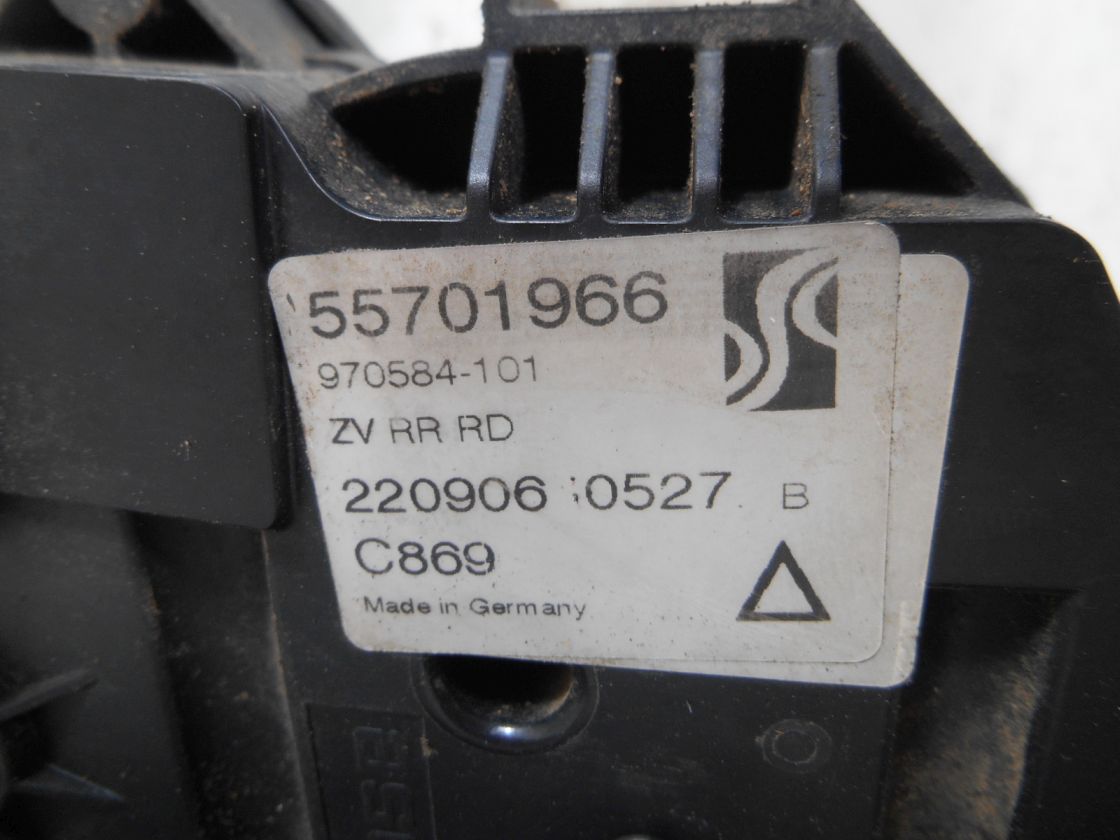 55701966
970584-101
ZV RR RD
220906 :0527 B
C869
Made in Germany